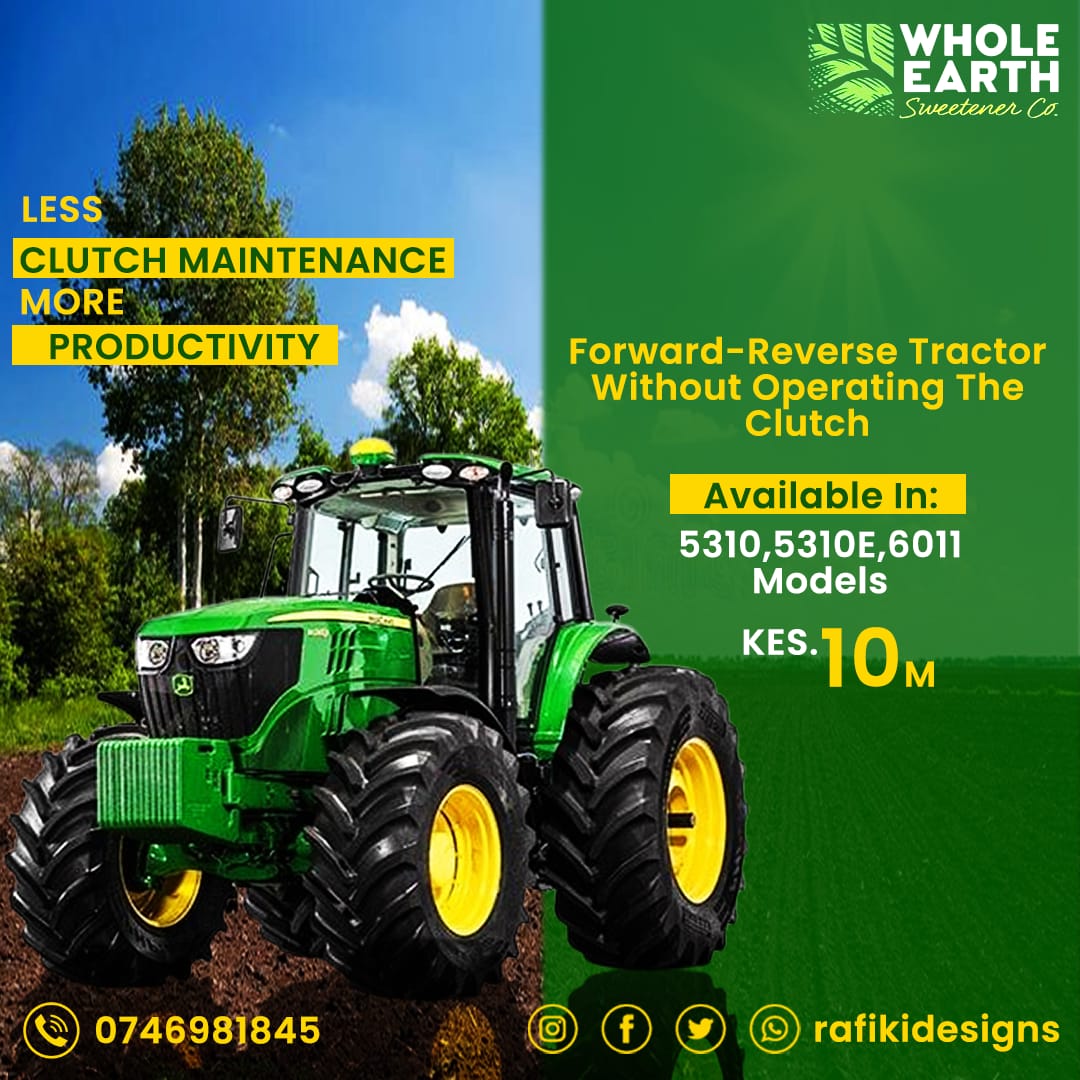 WHOLE
EARTH
Sweetener Co.
LESS
CLUTCH MAINTENANCE
MORE
PRODUCTIVITY
Forward-Reverse Tractor
Without Operating The
Clutch
Available In:
5310,5310E,6011
Models
KES.10M
0746981845
rafikidesigns